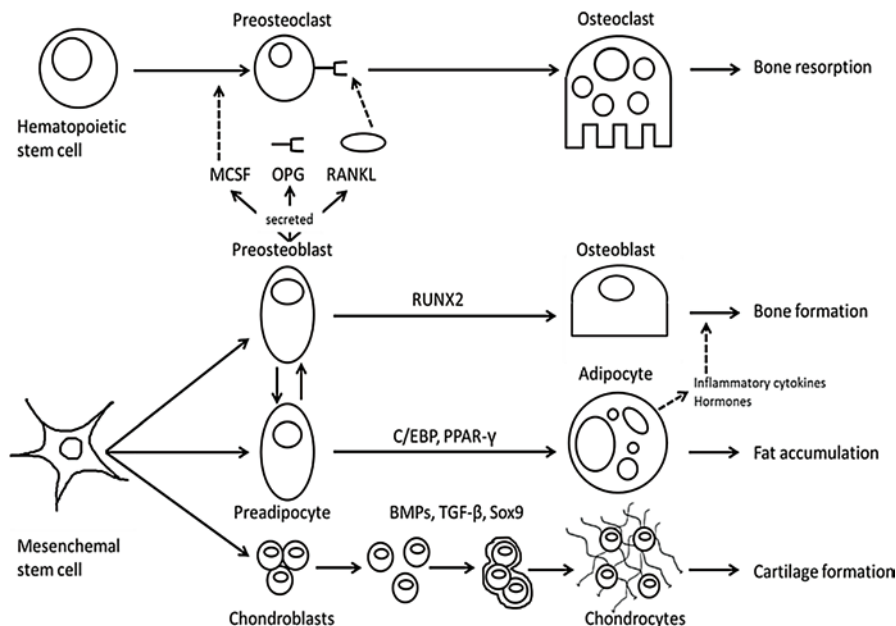 Preosteoclast
Osteoclast
Bone resorption
Hematopoietic
stem cell
MCSF OPG RANKL
secreted
Preosteoblast
Osteoblast
RUNX2
Bone formation
Adipocyte
Inflammatory cytokines
Hormones
C/EBP, PPAR-γ
Fat accumulation
Preadipocyte
BMPs, TGF-β, Sox9
Mesenchemal
stem cell
Cartilage formation
Chondroblasts
Chondrocytes